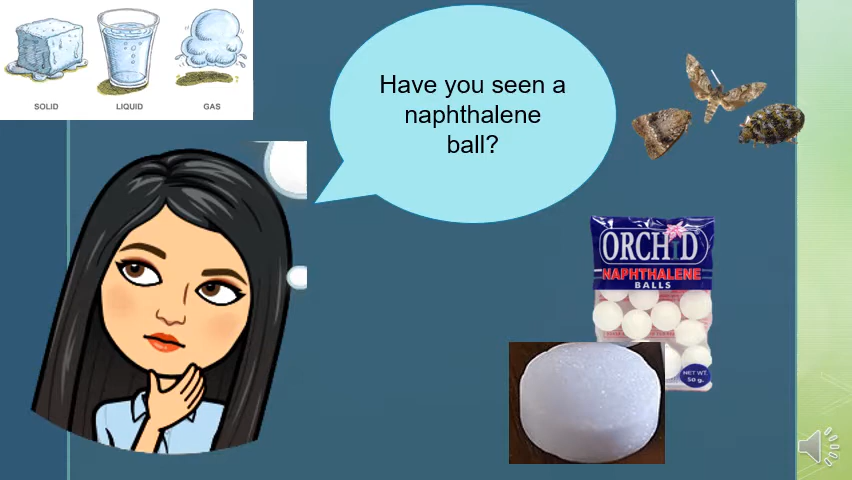 SOLID LIQUID GAS
Have you seen a
naphthalene
ball?
ORCHID
NAPHTHALENE
BALLS
NET WT.
50 g.